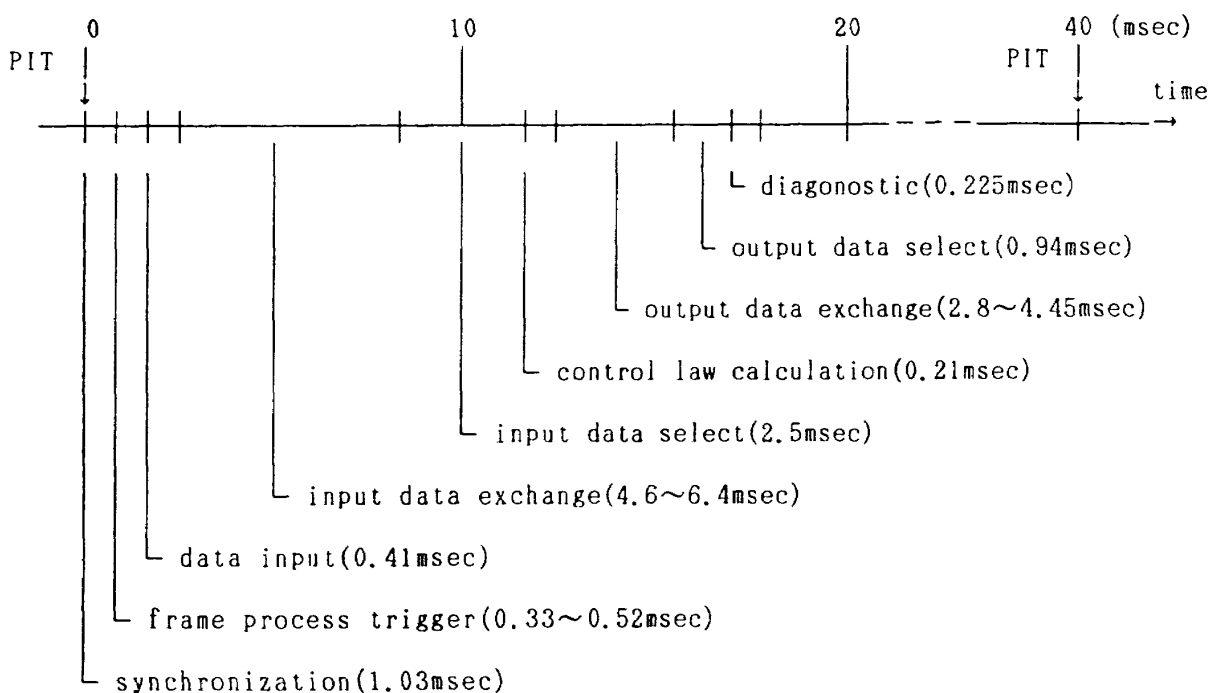 0 10 20 40 (msec)
PIT PIT
time
diagonostic(0.225msec)
output data select(0.94msec)
output data exchange(2.8～4.45msec)
control law calculation(0.21msec)
input data select(2.5msec)
input data exchange(4.6～6.4msec)
data input(0.41msec)
frame process trigger(0.33～0.52msec)
synchronization(1.03msec)